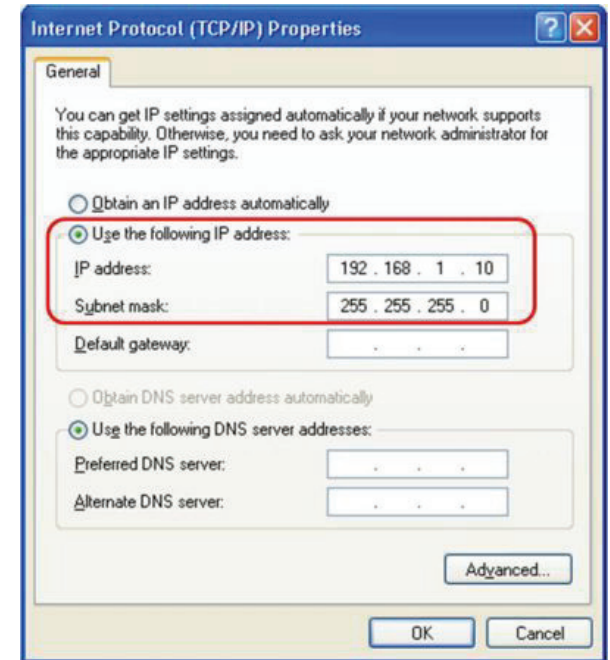 Internet Protocol (TCP/IP) Properties
General
You can get IP settings assigned automatically if your network supports
this capability. Otherwise, you need to ask your network administrator for
the appropriate IP settings.
Obtain an IP address automatically
Use the following IP address:
IP address: 192 . 168 . 1 . 10
Subnet mask: 255 . 255 . 255 . 0
Default gateway: . . .
Obtain DNS server address automatically
Use the following DNS server addresses:
Preferred DNS server: . . .
Alternate DNS server: . . .
Advanced...
OK Cancel